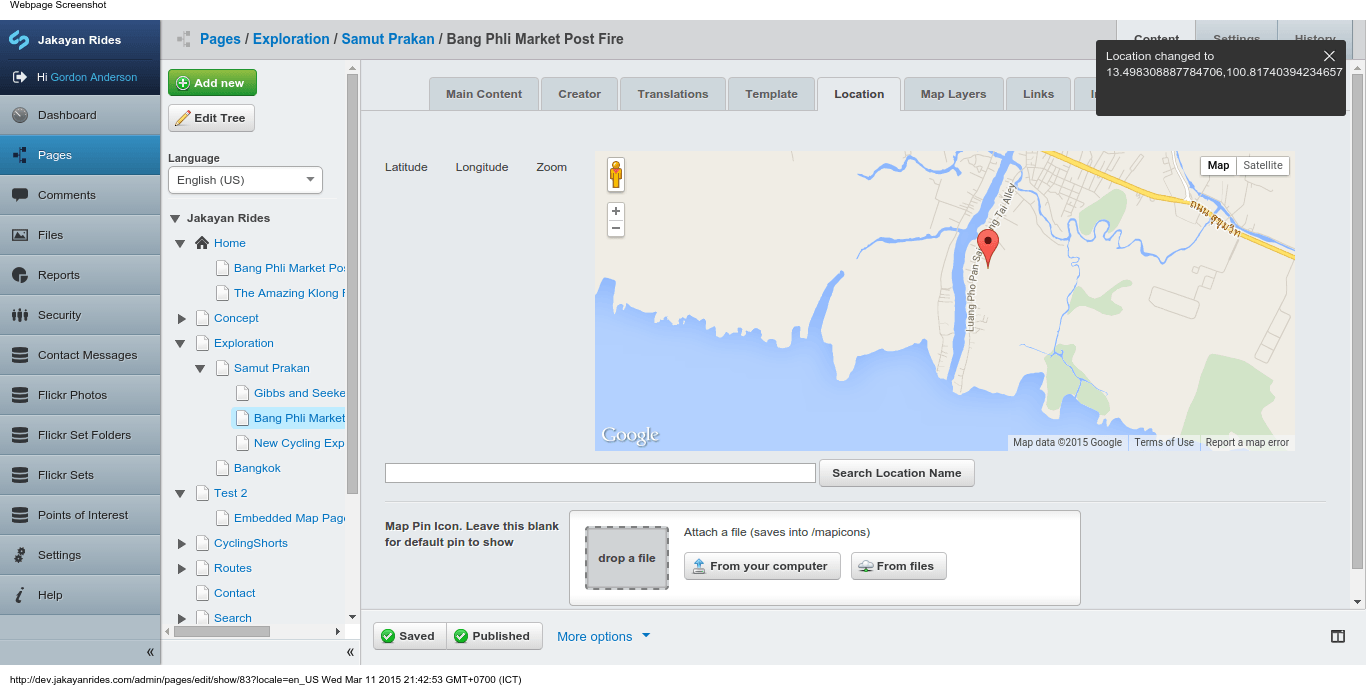 Webpage Screenshot
Jakayan Rides
Hi Gordon Anderson
Dashboard
Pages
Comments
Files
Reports
Security
Contact Messages
Flickr Photos
Flickr Set Folders
Flickr Sets
Points of Interest
Settings
Help
«
Pages / Exploration / Samut Prakan / Bang Phli Market Post Fire
Content
Settings
History
Location changed to
13.498308887784706,100.81740394234657
Add new
Edit Tree
Language
English (US)
Jakayan Rides
Home
Bang Phli Market Pos
The Amazing Klong
Concept
Exploration
Samut Prakan
Gibbs and Seeke
Bang Phli Market
New Cycling Exp
Bangkok
Test 2
Embedded Map Page
CyclingShorts
Routes
Contact
Search
«
Main Content
Creator
Translations
Template
Location
Map Layers
Links
Latitude Longitude Zoom
+
−
Map Satellite
Luang Pho Pan Sai
ng Tai Alley
ถนน สุขุมวิท
Google
Map data ©2015 Google Terms of Use Report a map error
Search Location Name
Map Pin Icon. Leave this blank
for default pin to show
drop a file
Attach a file (saves into /mapicons)
From your computer
From files
Saved
Published
More options
http://dev.jakayanrides.com/admin/pages/edit/show/83?locale=en_US Wed Mar 11 2015 21:42:53 GMT+0700 (ICT)